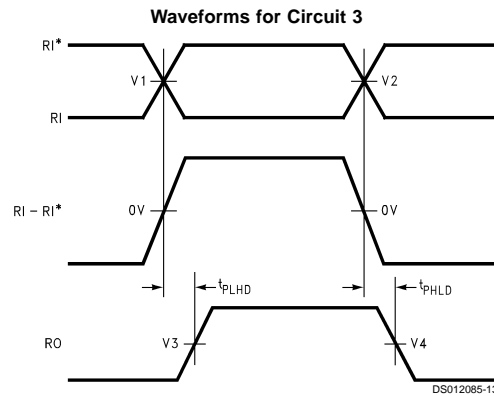 Waveforms for Circuit 3
RI*
V1
V2
RI
RI – RI*
0V
0V
tPLHD
tPHLD
RO
V3
V4
DS012085-13